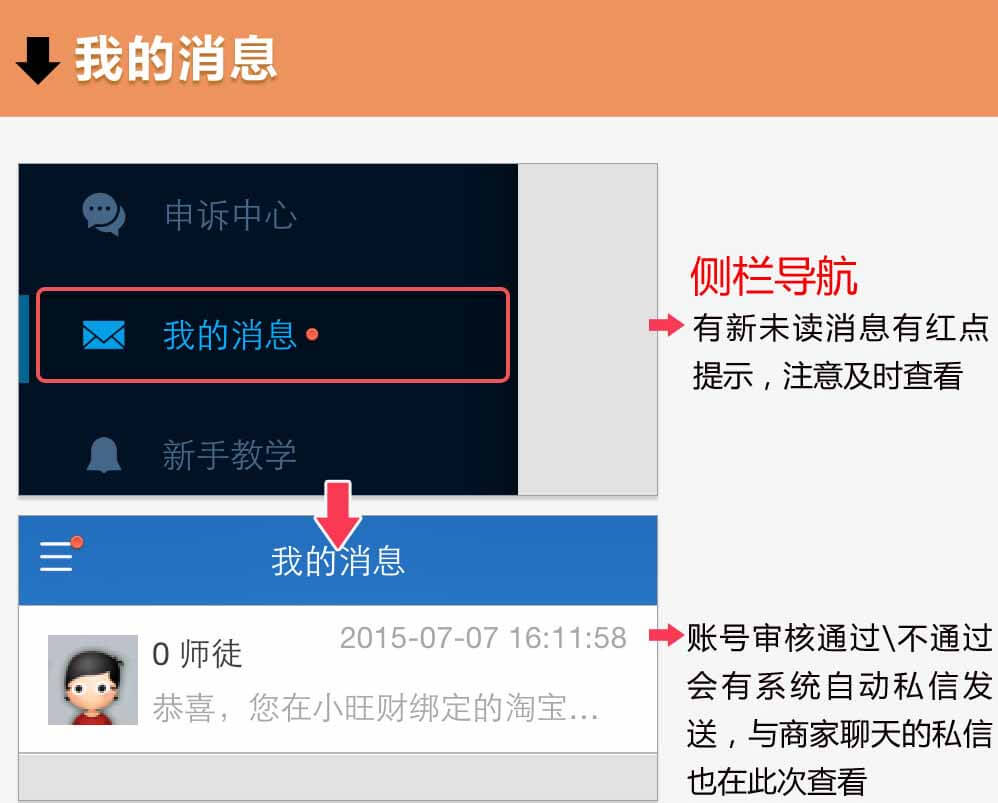 我的消息
申诉中心
我的消息
新手教学
侧栏导航
有新未读消息有红点
提示，注意及时查看
我的消息
0 师徒
2015-07-07 16:11:58
恭喜，您在小旺财绑定的淘宝...
账号审核通过\不通过
会有系统自动私信发
送，与商家聊天的私信
也在此次查看